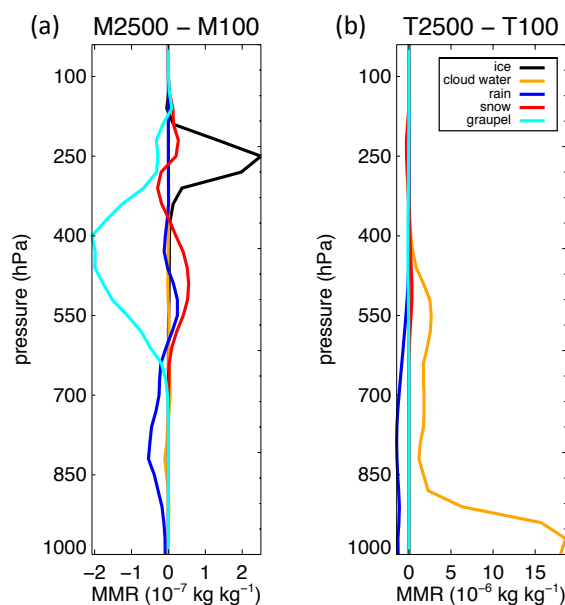 (a) M2500 − M100
100
250
400
550
700
850
1000
pressure (hPa)
−2 −1 0 1 2
MMR (10⁻⁷ kg kg⁻¹)
(b) T2500 − T100
ice
cloud water
rain
snow
graupel
100
250
400
550
700
850
1000
pressure (hPa)
0 5 10 15
MMR (10⁻⁶ kg kg⁻¹)